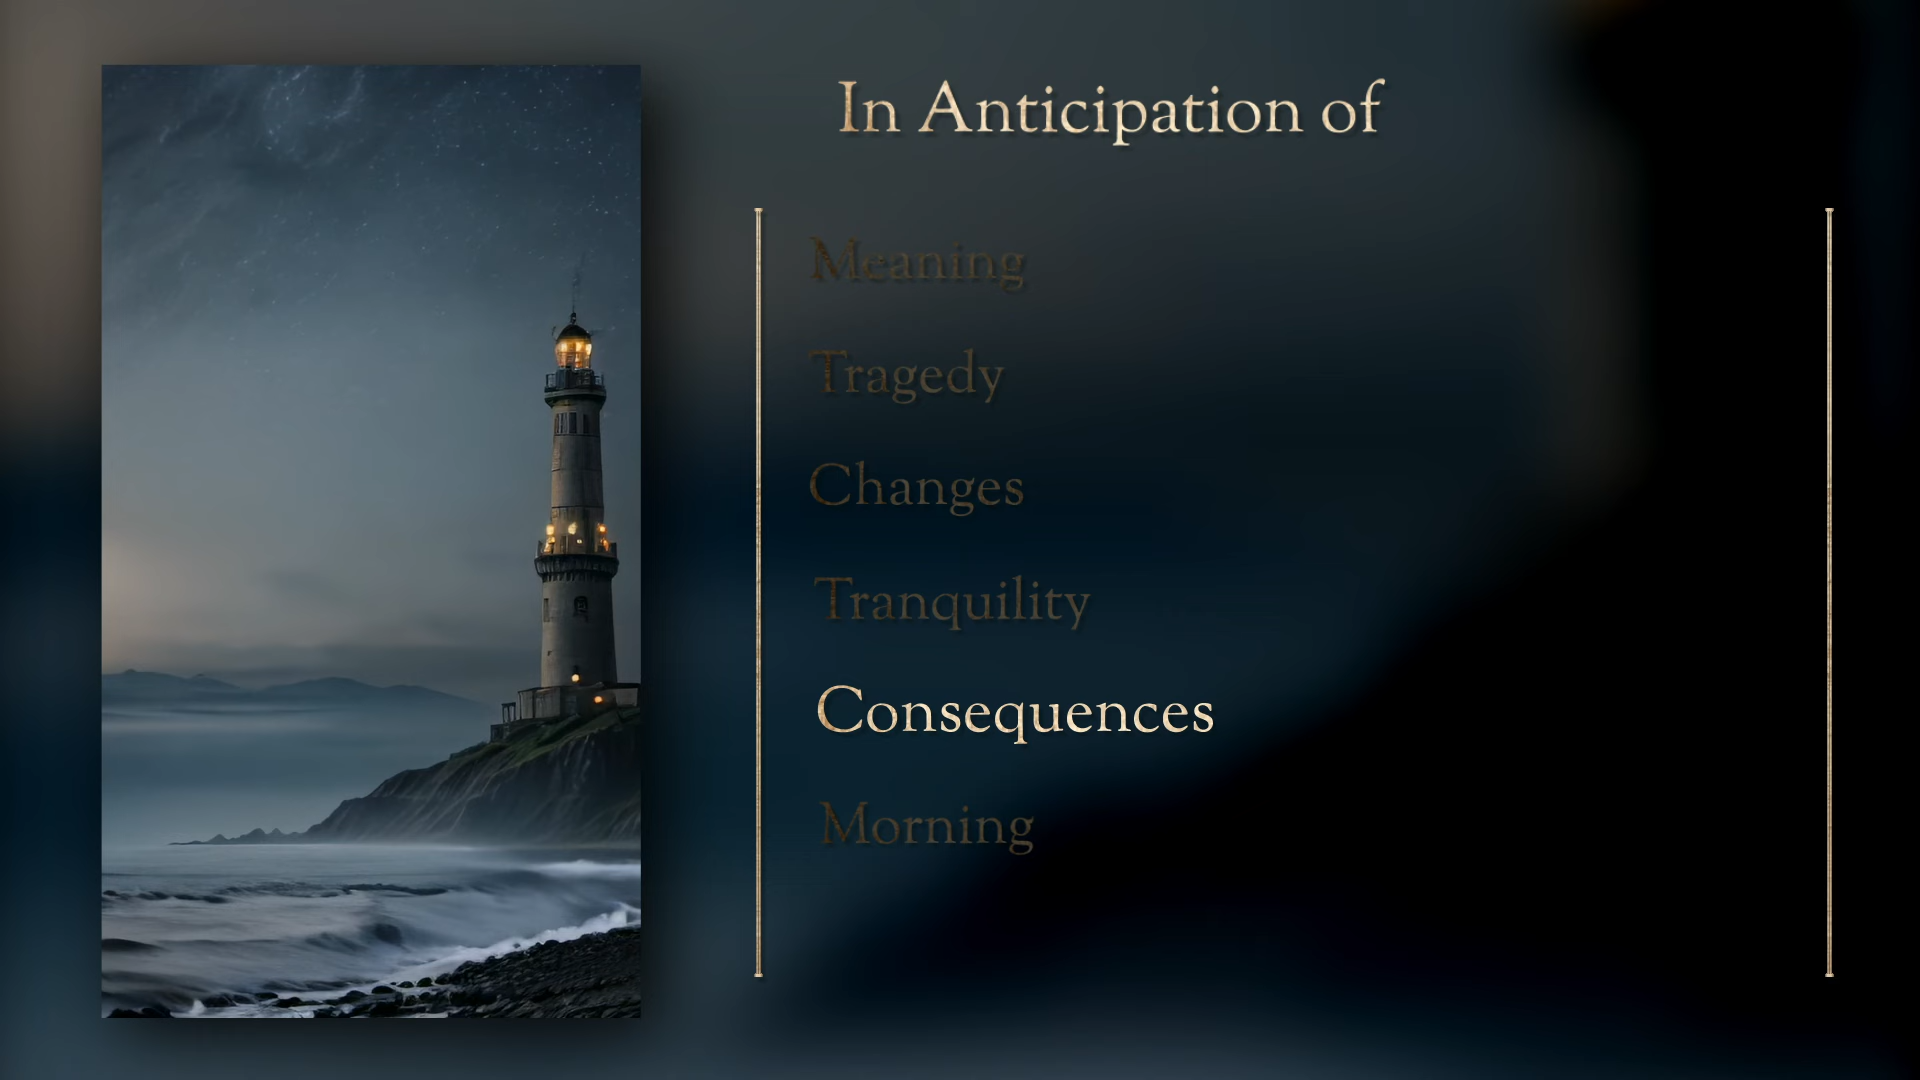 In Anticipation of
Meaning
Tragedy
Changes
Tranquility
Consequences
Morning